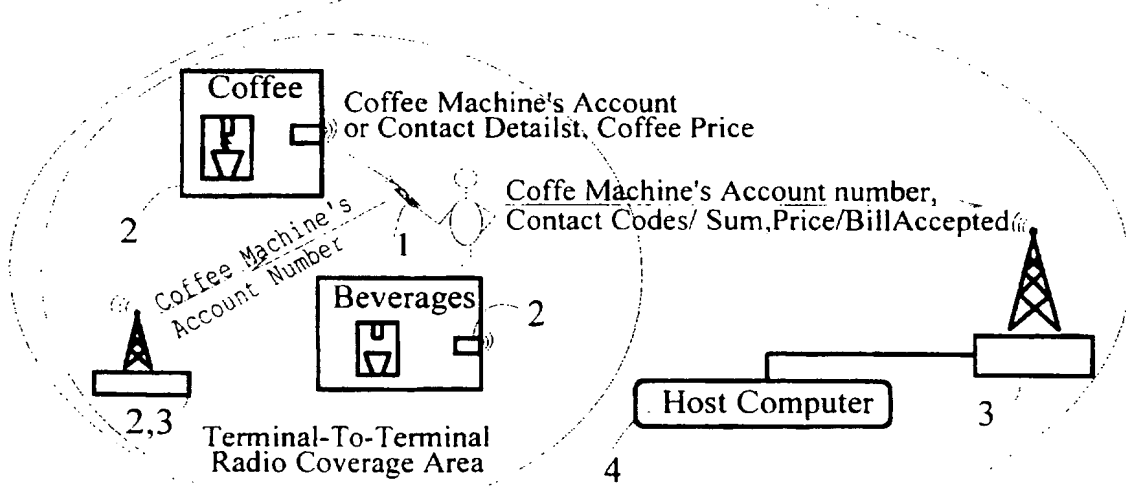 Coffee
Coffee Machine's Account
or Contact Detailst, Coffee Price
2
Coffe Machine's Account number,
Contact Codes/ Sum,Price/BillAccepted
1
Coffee Machine's
Account Number
Beverages
2
2,3
Host Computer
3
Terminal-To-Terminal
Radio Coverage Area
4